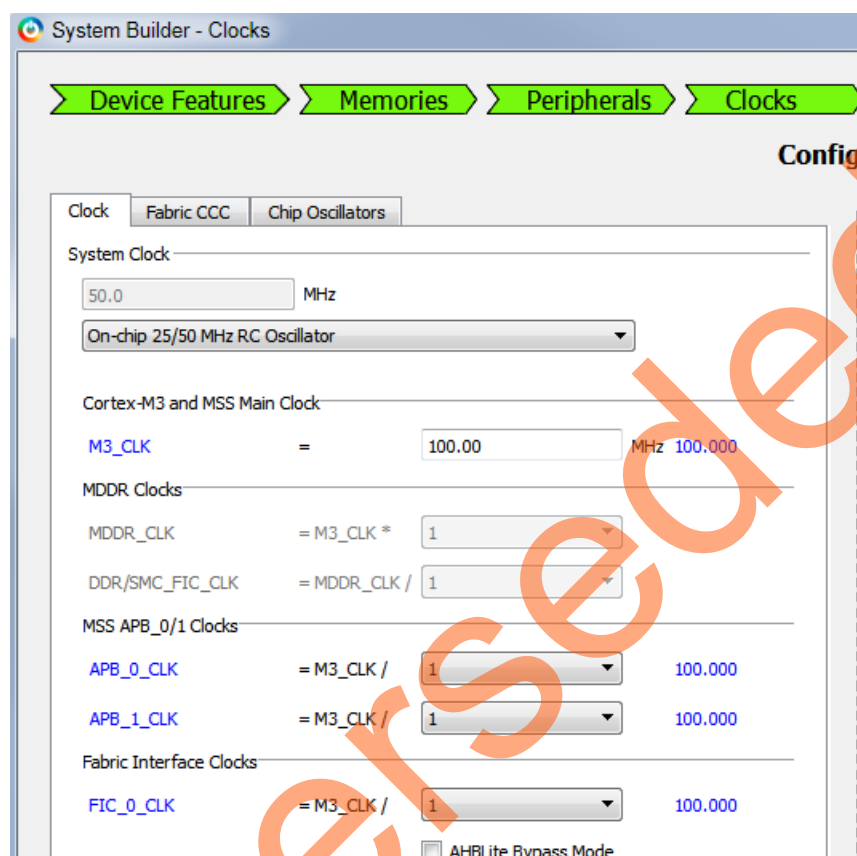 System Builder - Clocks
Device Features Memories Peripherals Clocks
Config
Clock Fabric CCC Chip Oscillators
System Clock
50.0 MHz
On-chip 25/50 MHz RC Oscillator
Cortex-M3 and MSS Main Clock
M3_CLK = 100.00 MHz 100.000
MDDR Clocks
MDDR_CLK = M3_CLK * 1
DDR/SMC_FIC_CLK = MDDR_CLK / 1
MSS APB_0/1 Clocks
APB_0_CLK = M3_CLK / 1 100.000
APB_1_CLK = M3_CLK / 1 100.000
Fabric Interface Clocks
FIC_0_CLK = M3_CLK / 1 100.000
AHBLite Bypass Mode
ersede